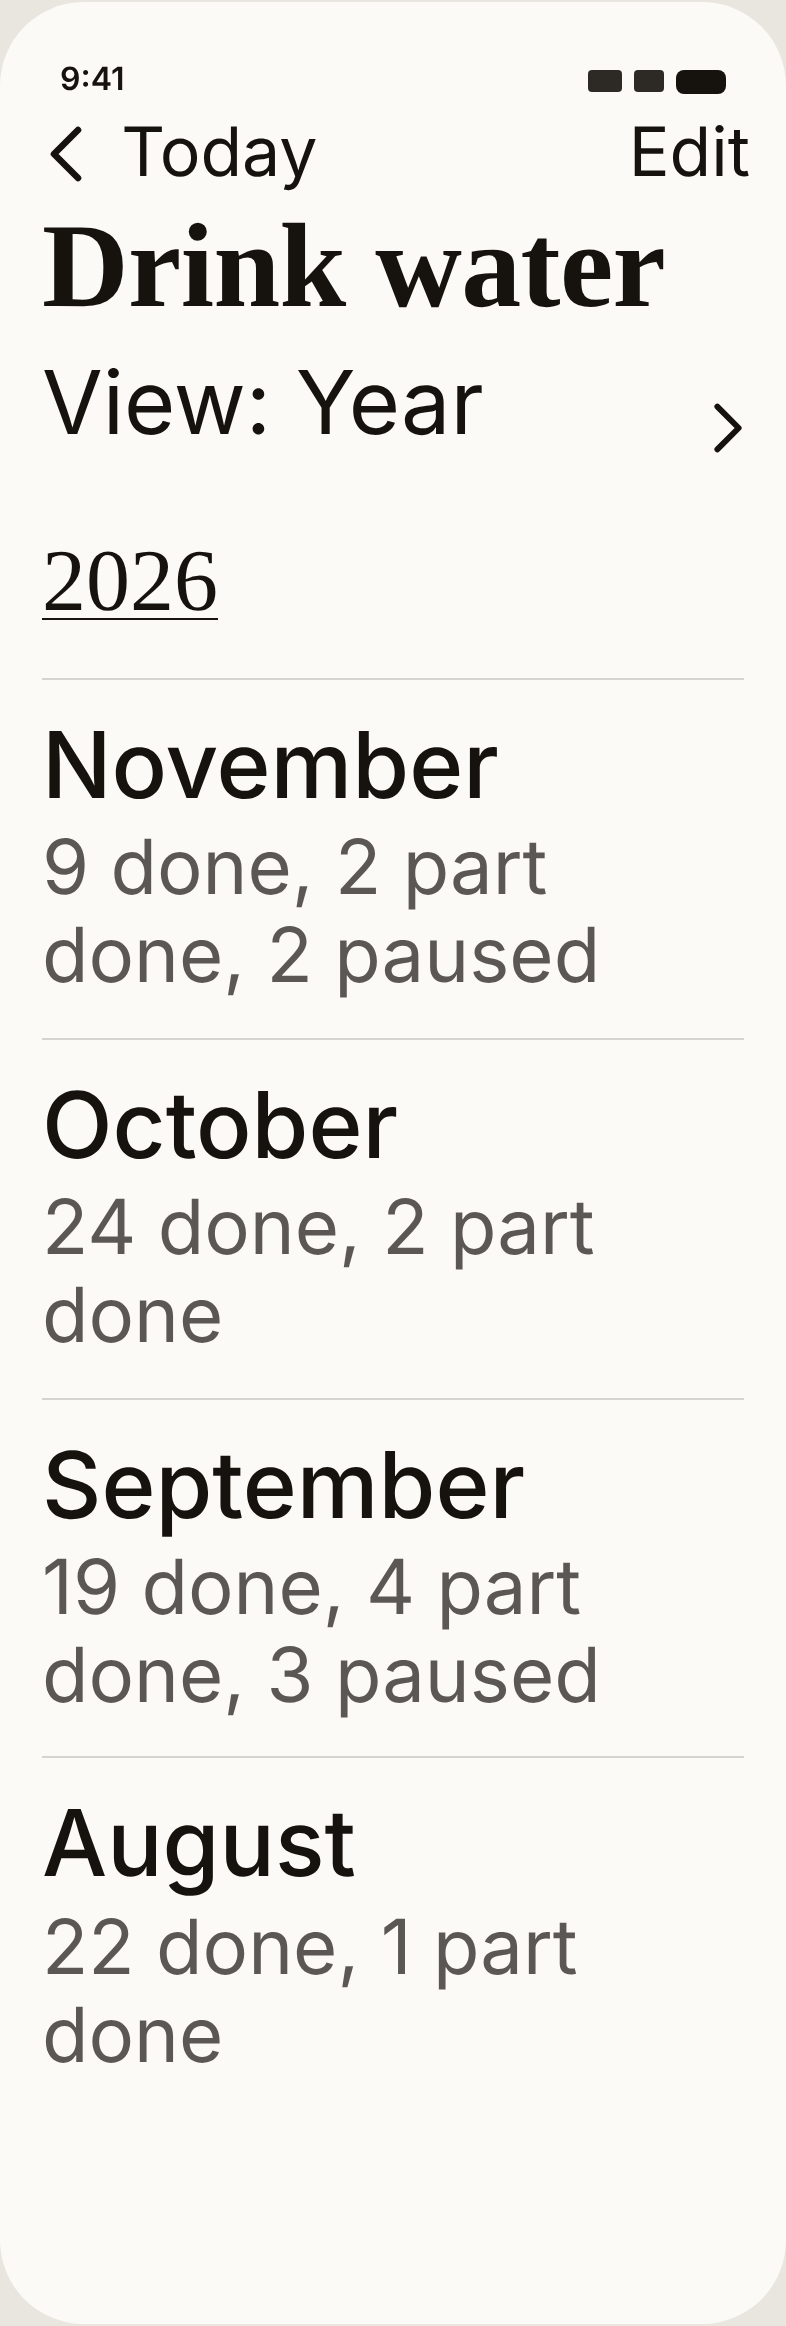 9:41
Today Edit
Drink water
View: Year
2026
November
9 done, 2 part
done, 2 paused
October
24 done, 2 part
done
September
19 done, 4 part
done, 3 paused
August
22 done, 1 part
done